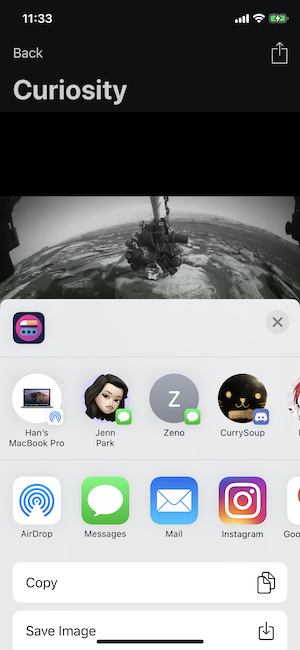 11:33
Back
Curiosity
Han's
MacBook Pro
Jenn
Park
Z
Zeno
CurrySoup
AirDrop
Messages
Mail
Instagram
Goo
Copy
Save Image